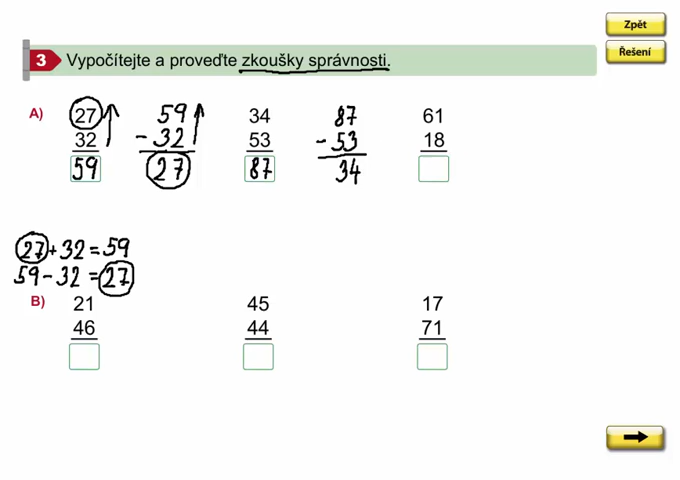 Zpět
Řešení
3 Vypočítejte a proveďte zkoušky správnosti.
A) 27 59 34 87 61
32 - 32 53 - 53 18
59 27 87 34
27 + 32 = 59
59 - 32 = 27
B) 21 45 17
46 44 71